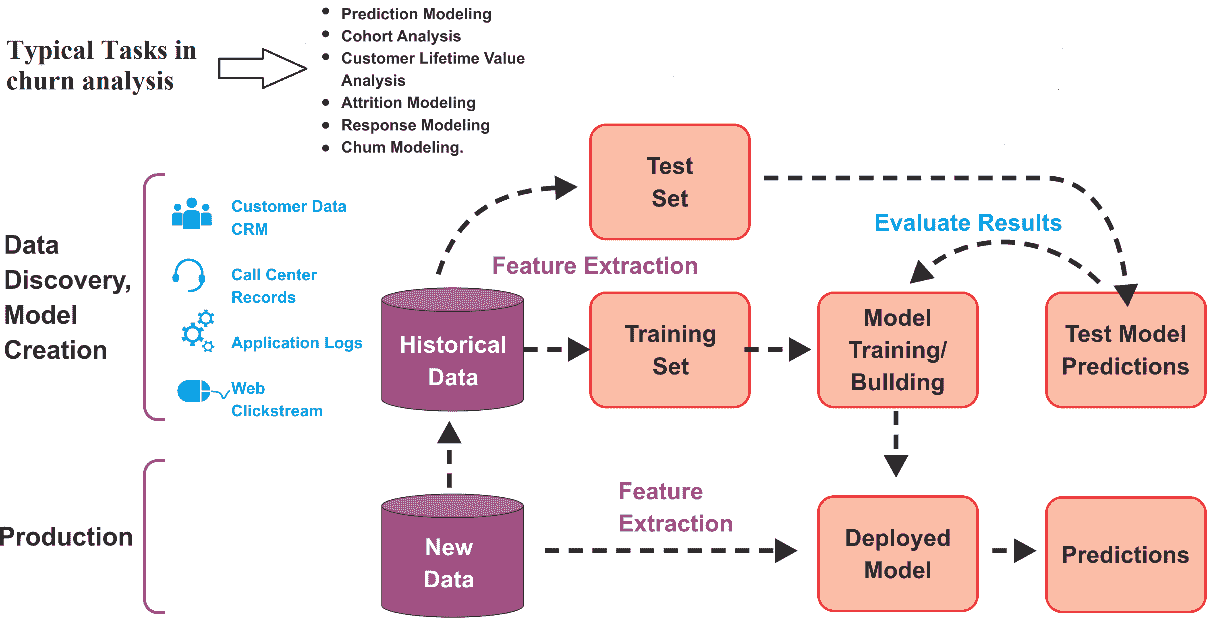 Typical Tasks in
churn analysis
Prediction Modeling
Cohort Analysis
Customer Lifetime Value
Analysis
Attrition Modeling
Response Modeling
Chum Modeling.
Data
Discovery,
Model
Creation
Customer Data
CRM
Call Center
Records
Application Logs
Web
Clickstream
Historical
Data
Feature Extraction
Test
Set
Training
Set
Evaluate Results
Model
Training/
Bullding
Test Model
Predictions
Production
New
Data
Feature
Extraction
Deployed
Model
Predictions